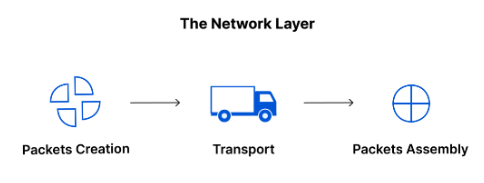 The Network Layer
Packets Creation
Transport
Packets Assembly